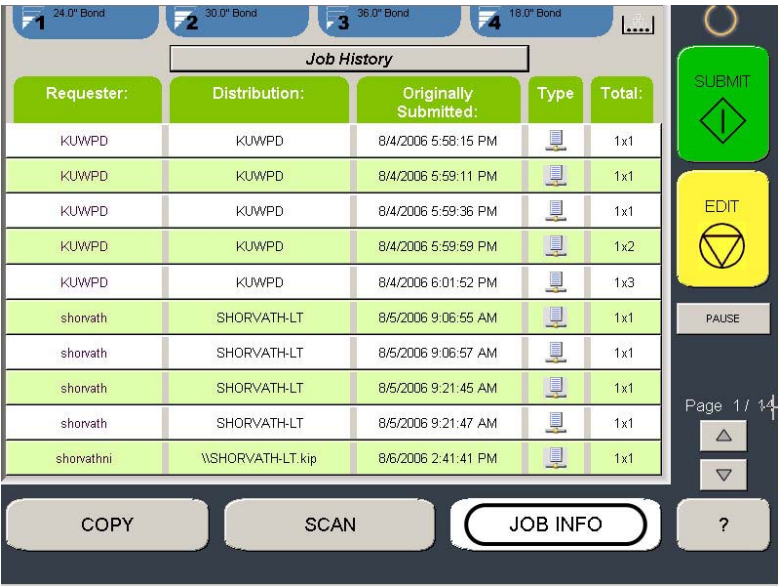 1 24.0" Bond 2 30.0" Bond 3 36.0" Bond 4 18.0" Bond
Job History
Requester: Distribution: Originally Submitted: Type Total:
KUWPD KUWPD 8/4/2006 5:58:15 PM 1x1
KUWPD KUWPD 8/4/2006 5:59:11 PM 1x1
KUWPD KUWPD 8/4/2006 5:59:36 PM 1x1
KUWPD KUWPD 8/4/2006 5:59:59 PM 1x2
KUWPD KUWPD 8/4/2006 6:01:52 PM 1x3
shorvath SHORVATH-LT 8/5/2006 9:06:55 AM 1x1
shorvath SHORVATH-LT 8/5/2006 9:06:57 AM 1x1
shorvath SHORVATH-LT 8/5/2006 9:21:45 AM 1x1
shorvath SHORVATH-LT 8/5/2006 9:21:47 AM 1x1
shorvathni \\SHORVATH-LT.kip 8/6/2006 2:41:41 PM 1x1
SUBMIT
EDIT
PAUSE
Page 1/ 14
COPY SCAN JOB INFO ?